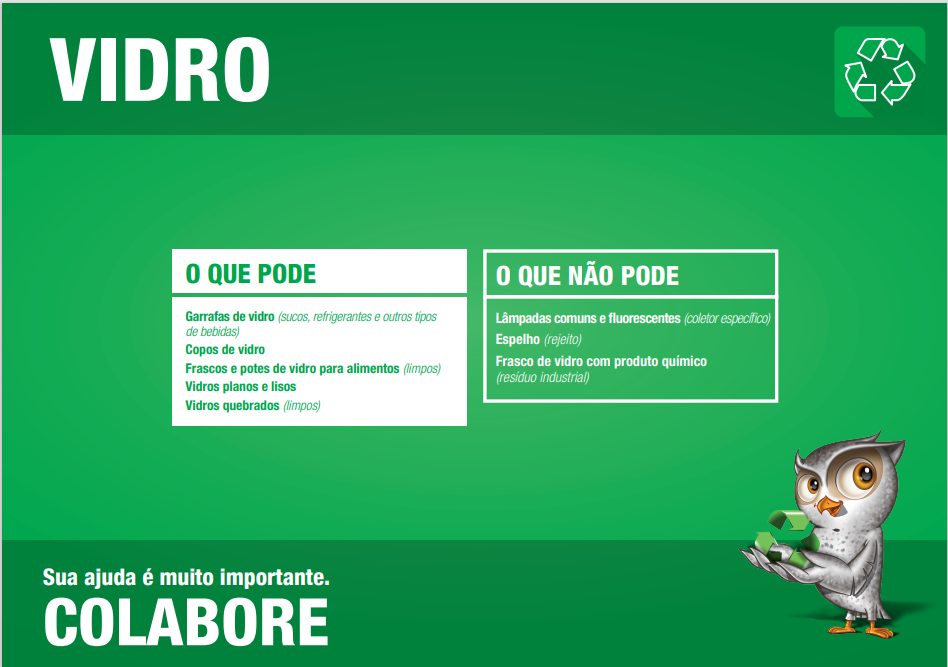 VIDRO
O QUE PODE
Garrafas de vidro (sucos, refrigerantes e outros tipos
de bebidas)
Copos de vidro
Frascos e potes de vidro para alimentos (limpos)
Vidros planos e lisos
Vidros quebrados (limpos)
O QUE NÃO PODE
Lâmpadas comuns e fluorescentes (coletor específico)
Espelho (rejeito)
Frasco de vidro com produto químico
(resíduo industrial)
Sua ajuda é muito importante.
COLABORE